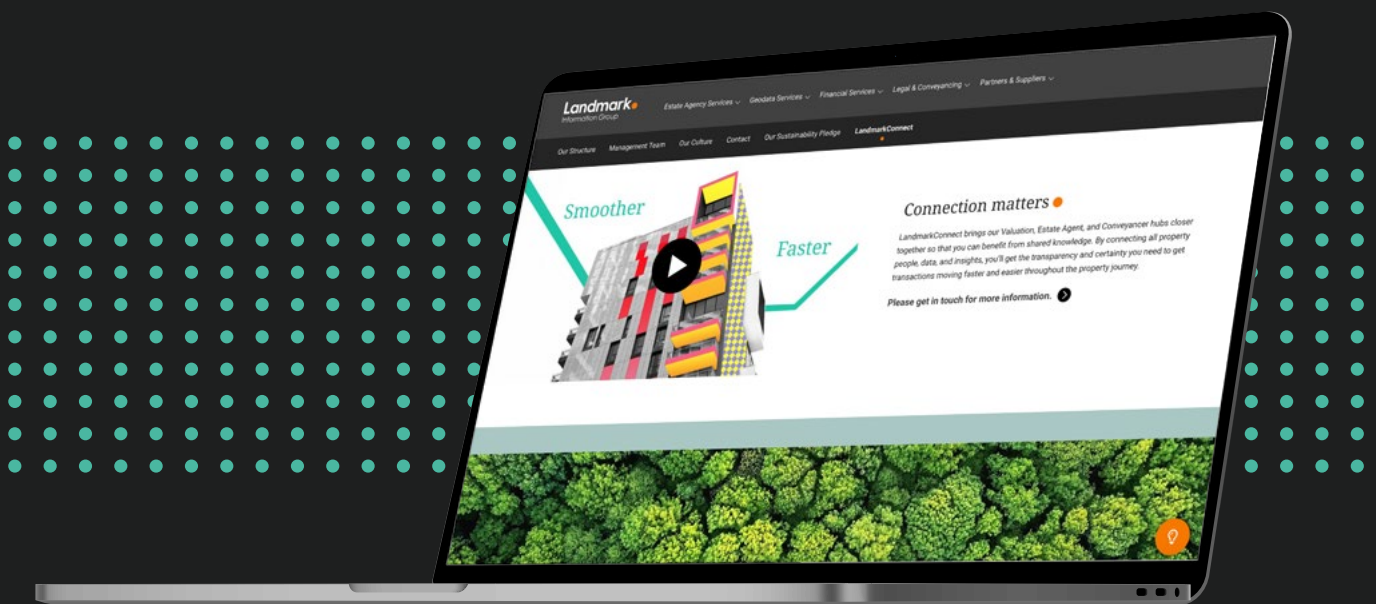 Landmark
Information Group
Estate Agency Services
Geodata Services
Financial Services
Legal & Conveyancing
Partners & Suppliers
Our Structure
Management Team
Our Culture
Contact
Our Sustainability Pledge
LandmarkConnect
Smoother
Faster
Connection matters
LandmarkConnect brings our Valuation, Estate Agent, and Conveyancer hubs closer
together so that you can benefit from shared knowledge. By connecting all property
people, data, and insights, you'll get the transparency and certainty you need to get
transactions moving faster and easier throughout the property journey.
Please get in touch for more information.